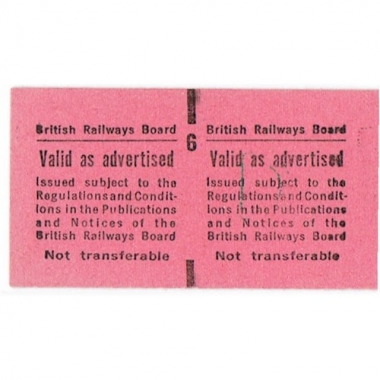 British Railways Board
Valid as advertised
Issued subject to the
Regulations and Condit-
ions in the Publications
and Notices of the
British Railways Board
Not transferable
6
British Railways Board
Valid as advertised
Issued subject to the
Regulations and Condit-
ions in the Publications
and Notices of the
British Railways Board
Not transferable